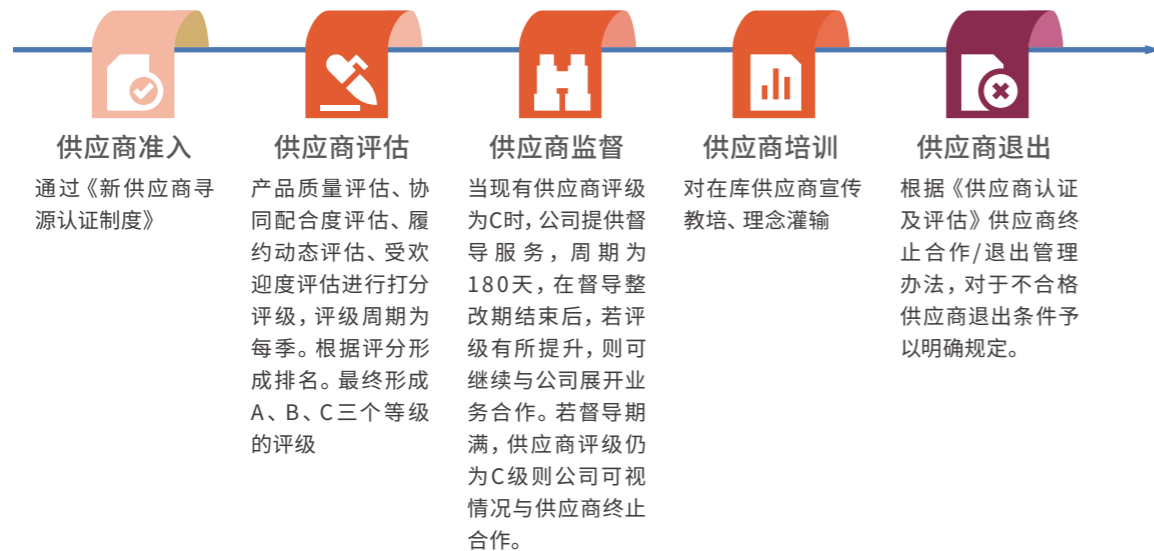 供应商准入
通过《新供应商寻
源认证制度》
供应商评估
产品质量评估、协
同配合度评估、履
约动态评估、受欢
迎度评估进行打分
评级，评级周期为
每季。根据评分形
成排名。最终形成
A、B、C三个等级
的评级
供应商监督
当现有供应商评级
为C时，公司提供督
导服务，周期为
180天，在督导整
改期结束后，若评
级有所提升，则可
继续与公司展开业
务合作。若督导期
满，供应商评级仍
为C级则公司可视
情况与供应商终止
合作。
供应商培训
对在库供应商宣传
教培、理念灌输
供应商退出
根据《供应商认证
及评估》供应商终
止合作/退出管理
办法，对于不合格
供应商退出条件予
以明确规定。